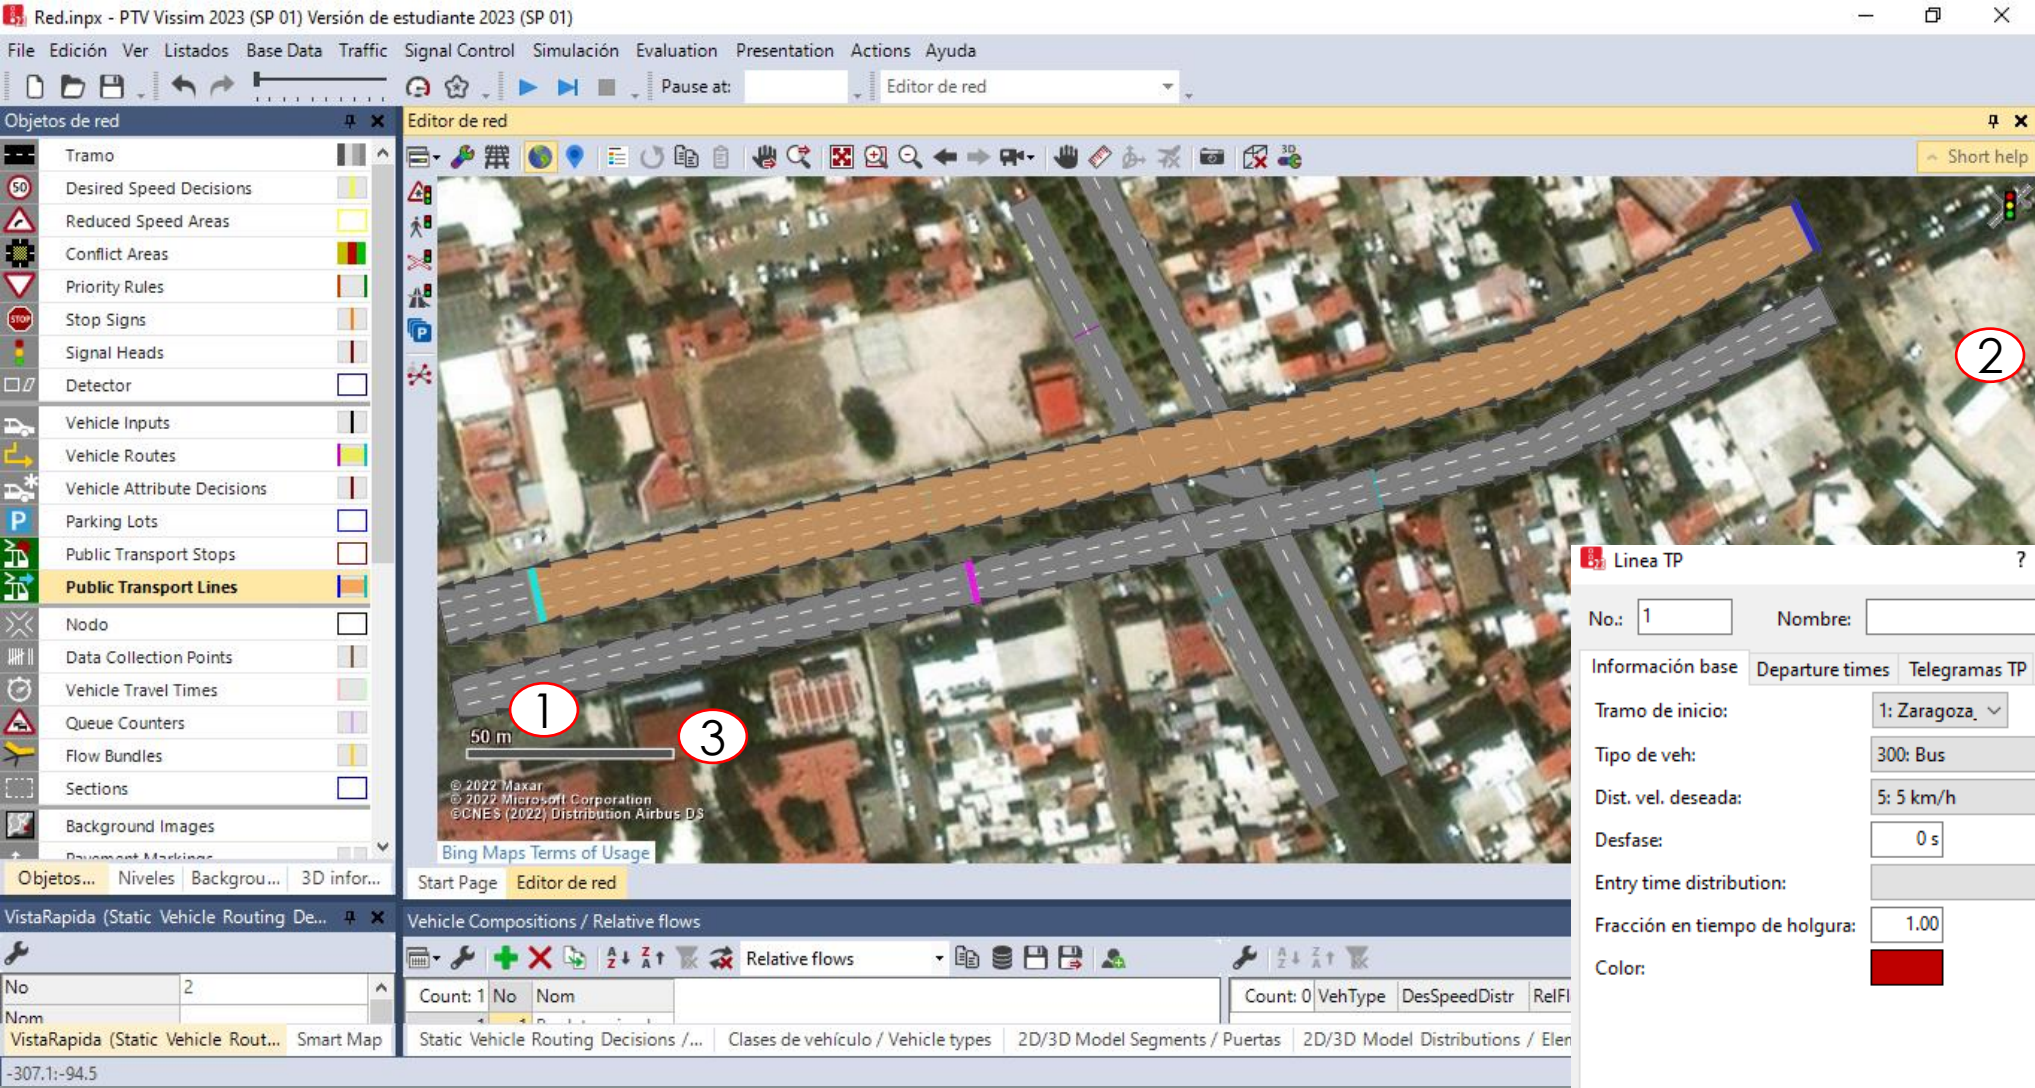 Red.inpx - PTV Vissim 2023 (SP 01) Versión de estudiante 2023 (SP 01)
File Edición Ver Listados Base Data Traffic Signal Control Simulación Evaluation Presentation Actions Ayuda
Pause at: Editor de red
Objetos de red
Tramo
50 Desired Speed Decisions
Reduced Speed Areas
Conflict Areas
Priority Rules
STOP Stop Signs
Signal Heads
Detector
Vehicle Inputs
Vehicle Routes
Vehicle Attribute Decisions
P Parking Lots
Public Transport Stops
Public Transport Lines
Nodo
Data Collection Points
Vehicle Travel Times
Queue Counters
Flow Bundles
Sections
Background Images
Pavement Markings
Objetos... Niveles Backgrou... 3D infor...
VistaRapida (Static Vehicle Routing De...
No 2
Nom
VistaRapida (Static Vehicle Rout... Smart Map
-307.1:-94.5
Editor de red
3D
Short help
P
2
1
3
50 m
© 2022 Maxar
© 2022 Microsoft Corporation
©CNES (2022) Distribution Airbus DS
Bing Maps Terms of Usage
Start Page Editor de red
Vehicle Compositions / Relative flows
Relative flows
Count: 1 No Nom
Count: 0 VehType DesSpeedDistr RelFl
Static Vehicle Routing Decisions /... Clases de vehículo / Vehicle types 2D/3D Model Segments / Puertas 2D/3D Model Distributions / Elen
Linea TP ?
No.: 1 Nombre:
Información base Departure times Telegramas TP
Tramo de inicio: 1: Zaragoza_
Tipo de veh: 300: Bus
Dist. vel. deseada: 5: 5 km/h
Desfase: 0 s
Entry time distribution:
Fracción en tiempo de holgura: 1.00
Color: